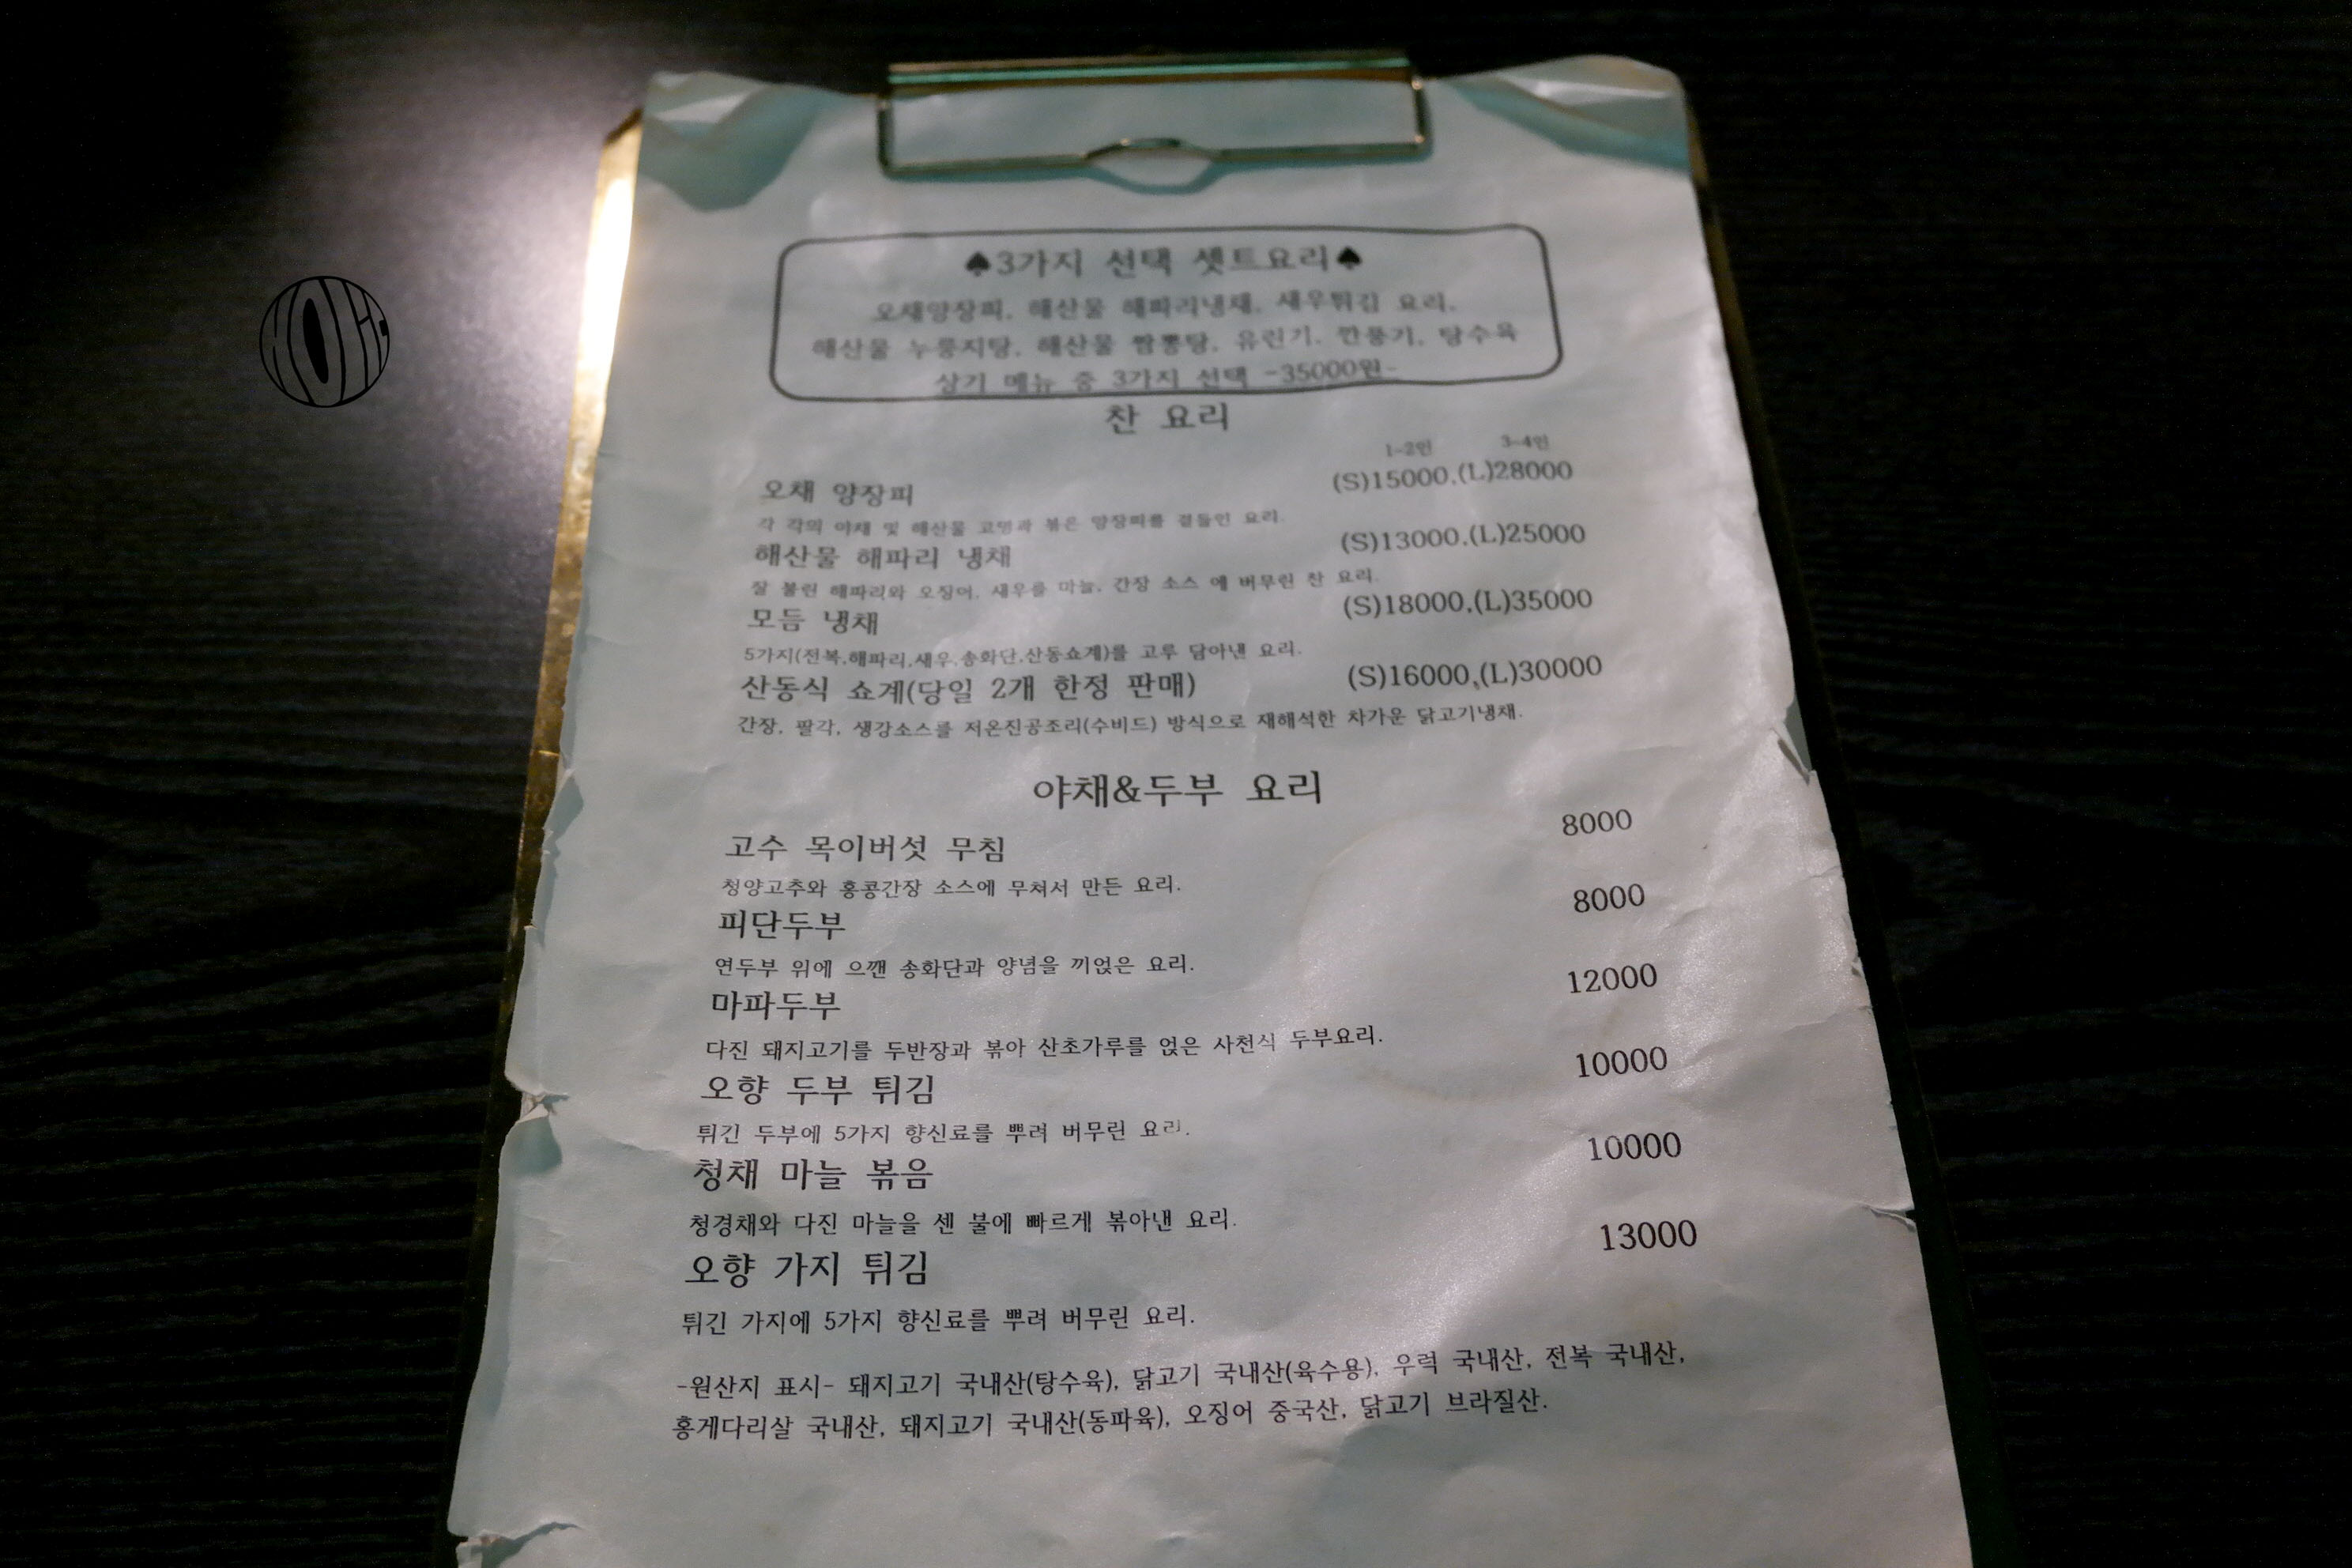 HOLIC
♠3가지 선택 셋트요리♠
오채양장피, 해산물 해파리냉채, 새우튀김 요리,
해산물 누룽지탕, 해산물 짬뽕탕, 유린기, 깐풍기, 탕수육
상기 메뉴 중 3가지 선택 -35000원-
찬 요리
1-2인 3-4인
오채 양장피 (S)15000,(L)28000
각 각의 야채 및 해산물 고명과 볶은 양장피를 곁들인 요리.
해산물 해파리 냉채 (S)13000,(L)25000
잘 불린 해파리와 오징어, 새우를 마늘, 간장 소스 에 버무린 찬 요리.
모듬 냉채 (S)18000,(L)35000
5가지(전복,해파리,새우,송화단,산동쇼계)를 고루 담아낸 요리.
산동식 쇼계(당일 2개 한정 판매) (S)16000,(L)30000
간장, 팔각, 생강소스를 저온진공조리(수비드) 방식으로 재해석한 차가운 닭고기냉채.
야채&두부 요리
고수 목이버섯 무침 8000
청양고추와 홍콩간장 소스에 무쳐서 만든 요리.
피단두부 8000
연두부 위에 으깬 송화단과 양념을 끼얹은 요리.
마파두부 12000
다진 돼지고기를 두반장과 볶아 산초가루를 얹은 사천식 두부요리.
오향 두부 튀김 10000
튀긴 두부에 5가지 향신료를 뿌려 버무린 요리.
청채 마늘 볶음 10000
청경채와 다진 마늘을 센 불에 빠르게 볶아낸 요리.
오향 가지 튀김 13000
튀긴 가지에 5가지 향신료를 뿌려 버무린 요리.
-원산지 표시- 돼지고기 국내산(탕수육), 닭고기 국내산(육수용), 우럭 국내산, 전복 국내산,
홍게다리살 국내산, 돼지고기 국내산(동파육), 오징어 중국산, 닭고기 브라질산.